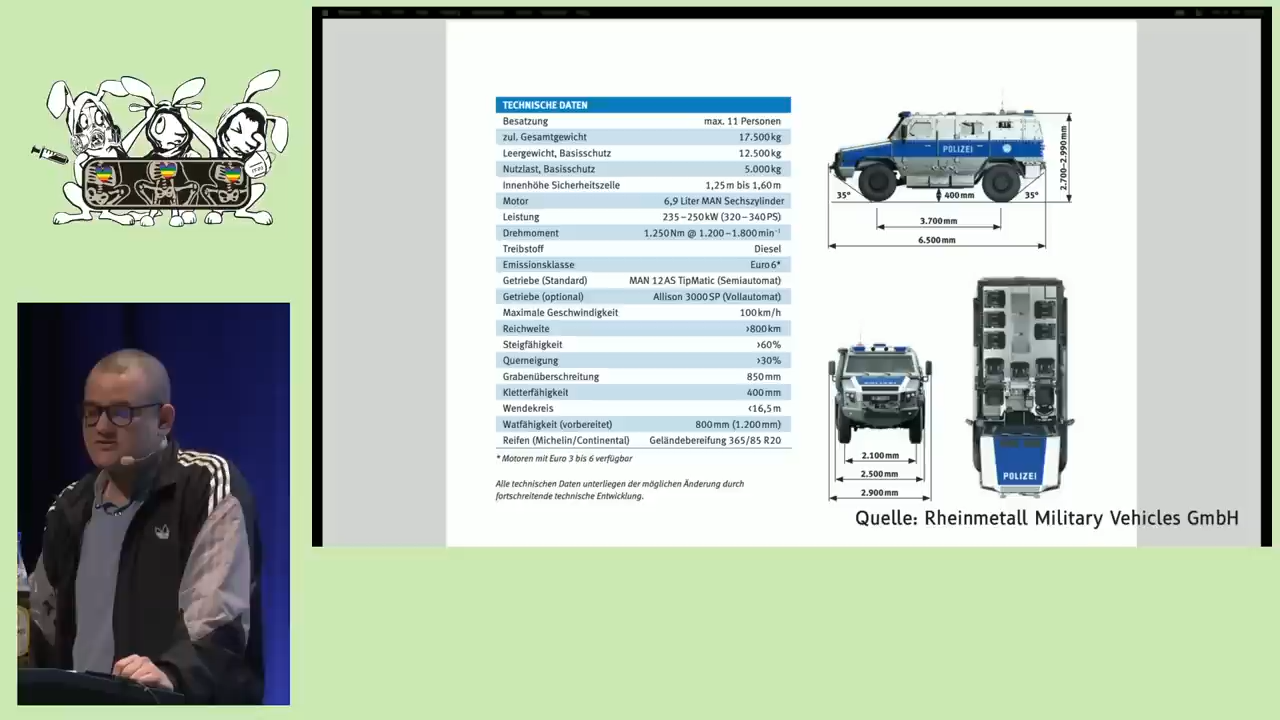 TECHNISCHE DATEN
Besatzung max. 11 Personen
zul. Gesamtgewicht 17.500 kg
Leergewicht, Basisschutz 12.500 kg
Nutzlast, Basisschutz 5.000 kg
Innenhöhe Sicherheitszelle 1,25 m bis 1,60 m
Motor 6,9 Liter MAN Sechszylinder
Leistung 235–250 kW (320–340 PS)
Drehmoment 1.250 Nm @ 1.200–1.800 min⁻¹
Treibstoff Diesel
Emissionsklasse Euro 6*
Getriebe (Standard) MAN 12 AS TipMatic (Semiautomat)
Getriebe (optional) Allison 3000 SP (Vollautomat)
Maximale Geschwindigkeit 100 km/h
Reichweite >800 km
Steigfähigkeit >60%
Querneigung >30%
Grabenüberschreitung 850 mm
Kletterfähigkeit 400 mm
Wendekreis <16,5 m
Watfähigkeit (vorbereitet) 800 mm (1.200 mm)
Reifen (Michelin/Continental) Geländebereifung 365/85 R20
* Motoren mit Euro 3 bis 6 verfügbar
Alle technischen Daten unterliegen der möglichen Änderung durch
fortschreitende technische Entwicklung.
POLIZEI
2.700–2.990 mm
35°
400 mm
35°
3.700 mm
6.500 mm
POLIZEI
2.100 mm
2.500 mm
2.900 mm
POLIZEI
Quelle: Rheinmetall Military Vehicles GmbH